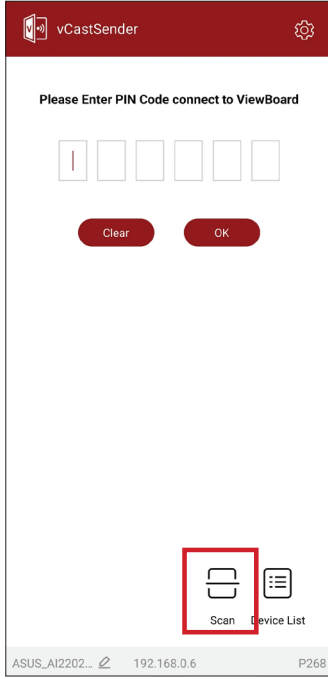 vCastSender
Please Enter PIN Code connect to ViewBoard
Clear OK
Scan Device List
ASUS_AI2202... 192.168.0.6 P268